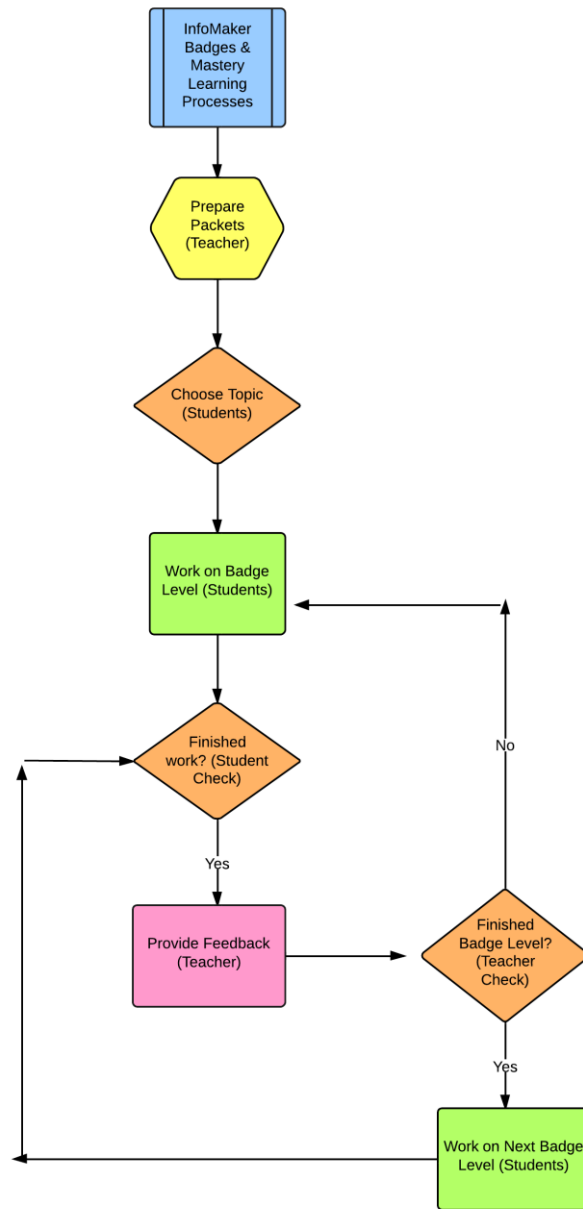 InfoMaker
Badges &
Mastery
Learning
Processes
Prepare
Packets
(Teacher)
Choose Topic
(Students)
Work on Badge
Level (Students)
Finished
work? (Student
Check)
No
Yes
Provide Feedback
(Teacher)
Finished
Badge Level?
(Teacher
Check)
Yes
Work on Next Badge
Level (Students)